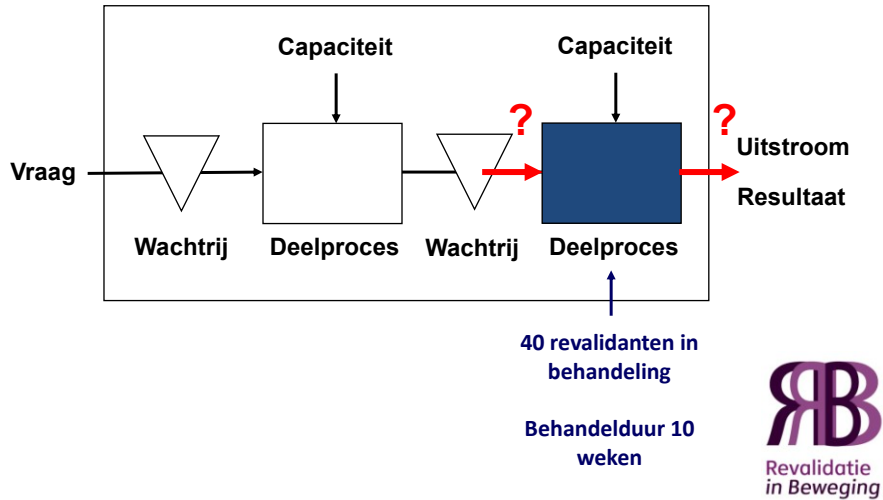 Capaciteit
Capaciteit
?
?
Vraag
Uitstroom
Resultaat
Wachtrij
Deelproces
Wachtrij
Deelproces
40 revalidanten in
behandeling
Behandelduur 10
weken
RRBB
Revalidatie
in Beweging